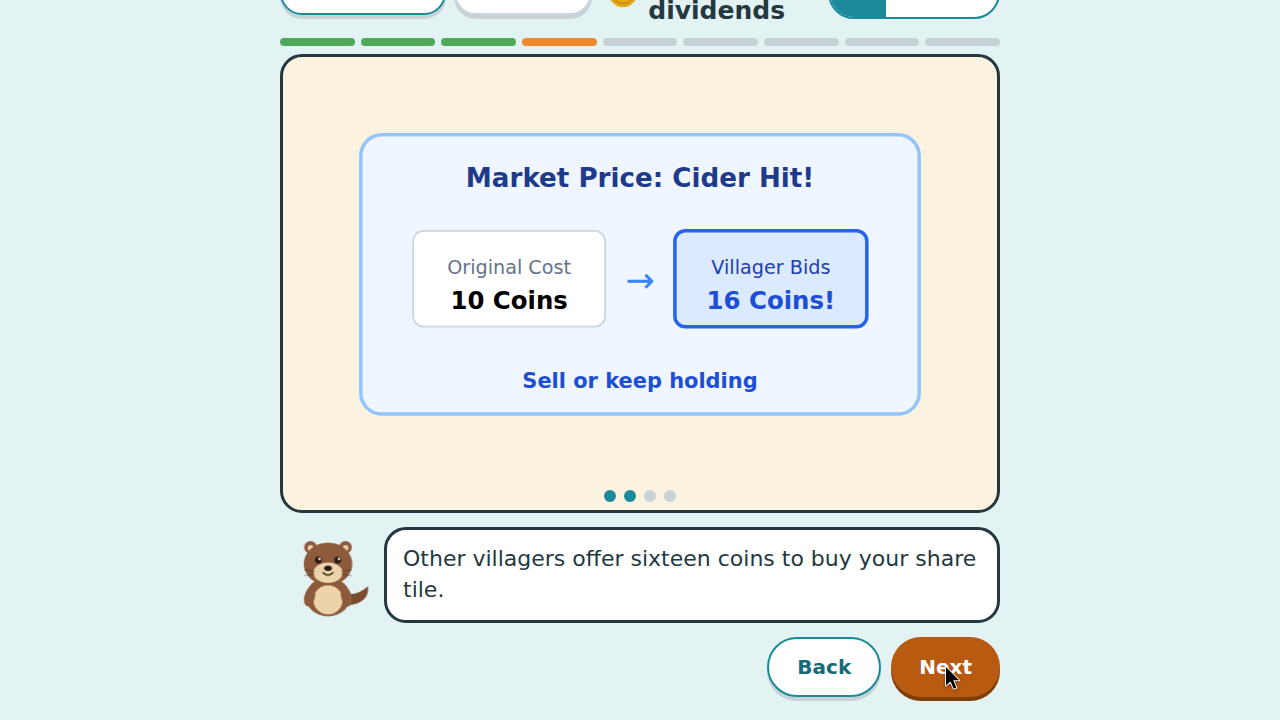 dividends
Market Price: Cider Hit!
Original Cost
10 Coins
→
Villager Bids
16 Coins!
Sell or keep holding
Other villagers offer sixteen coins to buy your share
tile.
Back
Next